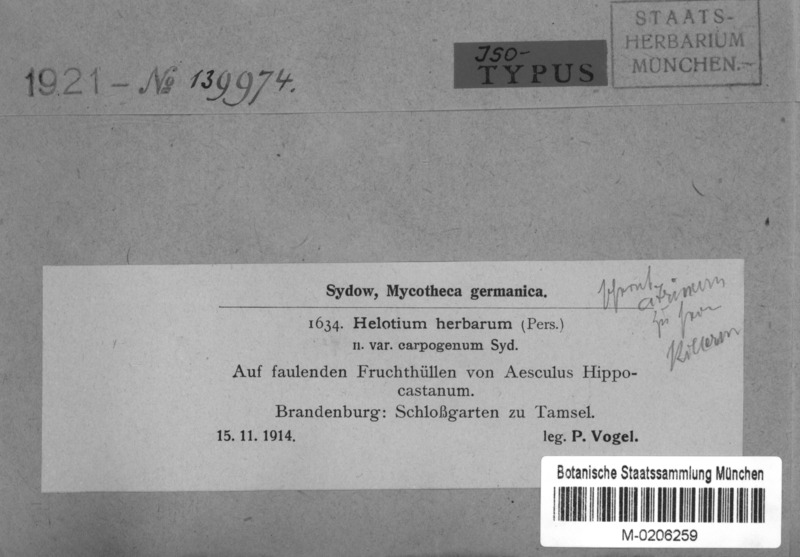 1921 - № 139974.
ISO-
TYPUS
STAATS-
HERBARIUM
MÜNCHEN.-
Sydow, Mycotheca germanica.
1634. Helotium herbarum (Pers.)
n. var. carpogenum Syd.
Auf faulenden Fruchthüllen von Aesculus Hippo-
castanum.
Brandenburg: Schloßgarten zu Tamsel.
15. 11. 1914. leg. P. Vogel.
zu
Botanische Staatssammlung München
M-0206259